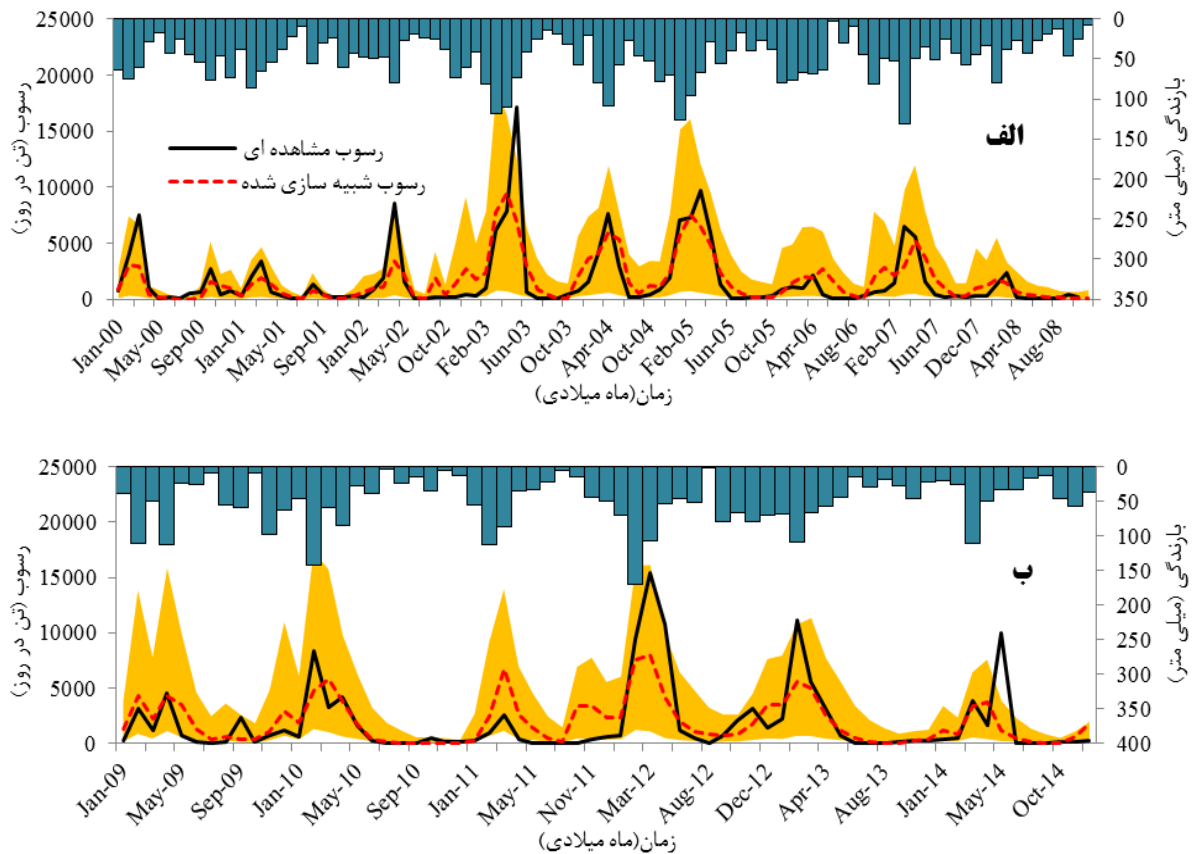 25000
20000
15000
10000
5000
0
رسوب (تن در روز)
0
50
100
150
200
250
300
350
بارندگی (میلی متر)
الف
رسوب مشاهده ای
رسوب شبیه سازی شده
Jan-00
May-00
Sep-00
Jan-01
May-01
Sep-01
Jan-02
May-02
Oct-02
Feb-03
Jun-03
Oct-03
Apr-04
Oct-04
Feb-05
Jun-05
Oct-05
Apr-06
Aug-06
Feb-07
Jun-07
Dec-07
Apr-08
Aug-08
زمان(ماه میلادی)
25000
20000
15000
10000
5000
0
رسوب (تن در روز)
0
50
100
150
200
250
300
350
400
بارندگی (میلی متر)
ب
Jan-09
May-09
Sep-09
Jan-10
May-10
Sep-10
Jan-11
May-11
Nov-11
Mar-12
Aug-12
Dec-12
Apr-13
Aug-13
Jan-14
May-14
Oct-14
زمان(ماه میلادی)